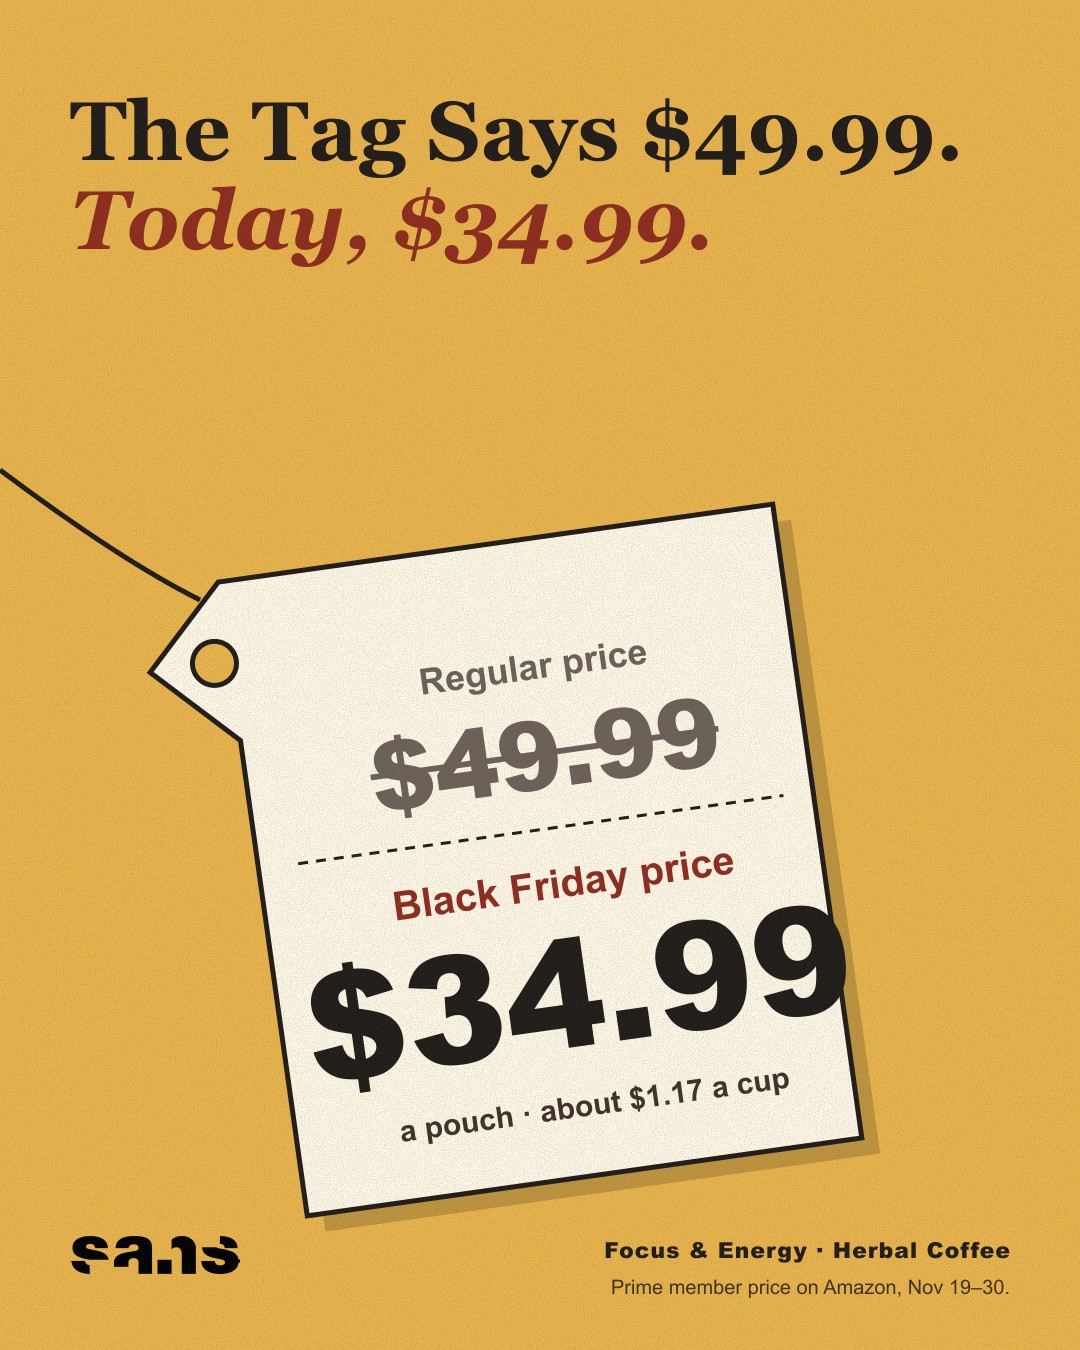 The Tag Says $49.99.
Today, $34.99.
Regular price
$49.99
Black Friday price
$34.99
a pouch · about $1.17 a cup
sans
Focus & Energy · Herbal Coffee
Prime member price on Amazon, Nov 19–30.